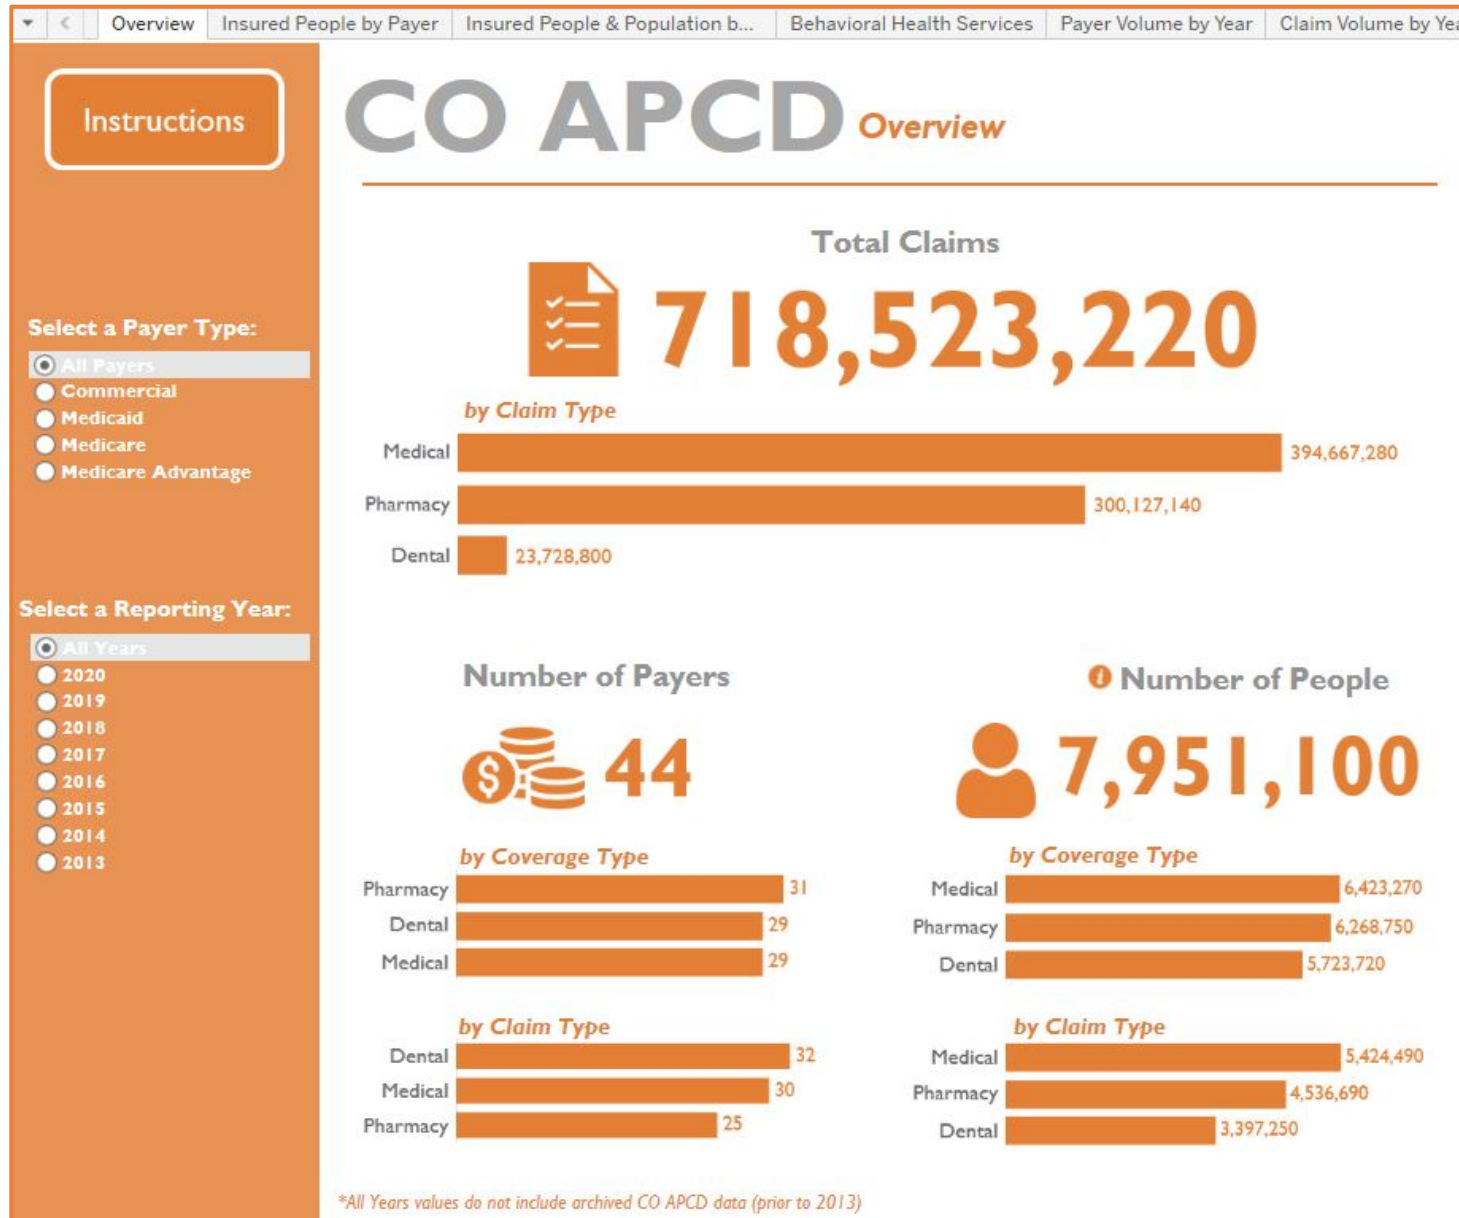 Overview Insured People by Payer Insured People & Population b... Behavioral Health Services Payer Volume by Year Claim Volume by Yea
Instructions
CO APCD Overview
Total Claims
718,523,220
Select a Payer Type:
All Payers
Commercial
Medicaid
Medicare
Medicare Advantage
by Claim Type
Medical 394,667,280
Pharmacy 300,127,140
Dental 23,728,800
Select a Reporting Year:
All Years
2020
2019
2018
2017
2016
2015
2014
2013
Number of Payers
$ 44
by Coverage Type
Pharmacy 31
Dental 29
Medical 29
by Claim Type
Dental 32
Medical 30
Pharmacy 25
i Number of People
7,951,100
by Coverage Type
Medical 6,423,270
Pharmacy 6,268,750
Dental 5,723,720
by Claim Type
Medical 5,424,490
Pharmacy 4,536,690
Dental 3,397,250
*All Years values do not include archived CO APCD data (prior to 2013)